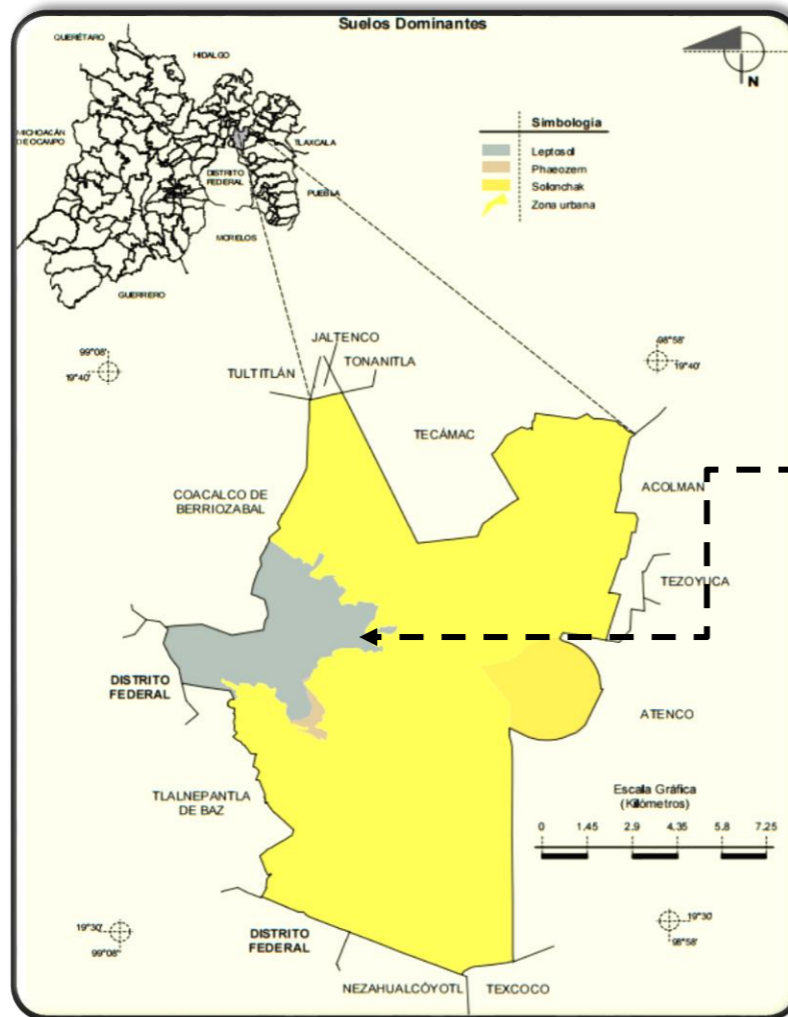 Suelos Dominantes
QUERÉTARO
HIDALGO
MICHOACÁN
DE OCAMPO
TLAXCALA
DISTRITO
FEDERAL
PUEBLA
MORELOS
GUERRERO
N
Simbología
Leptosol
Phaeozem
Solonchak
Zona urbana
99°08'
19°40'
98°58'
19°40'
JALTENCO
TULTITLÁN
TONANITLA
TECÁMAC
COACALCO DE
BERRIOZABAL
ACOLMAN
TEZOYUCA
DISTRITO
FEDERAL
ATENCO
TLALNEPANTLA
DE BAZ
Escala Gráfica
(Kilómetros)
0 1.45 2.9 4.35 5.8 7.25
19°30'
99°08'
DISTRITO
FEDERAL
19°30'
98°58'
NEZAHUALCÓYOTL
TEXCOCO